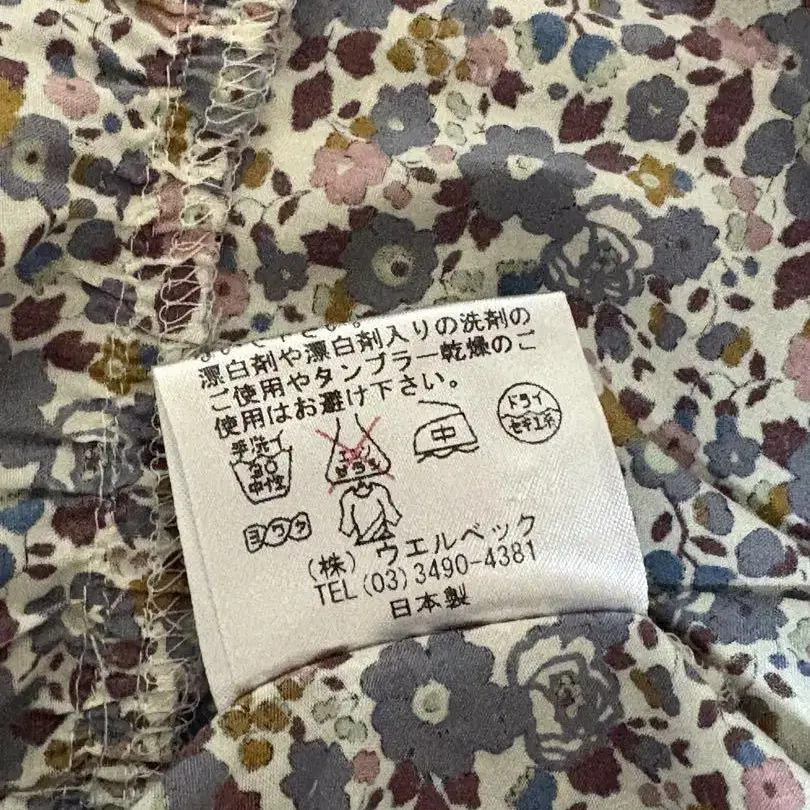 漂白剤や漂白剤入りの洗剤の
ご使用やタンブラー乾燥のご
使用はお避け下さい。
手洗イ
30
中性
中
ドライ
セキユ系
ヨワク
(株) ウエルベック
TEL (03) 3490-4381
日本製